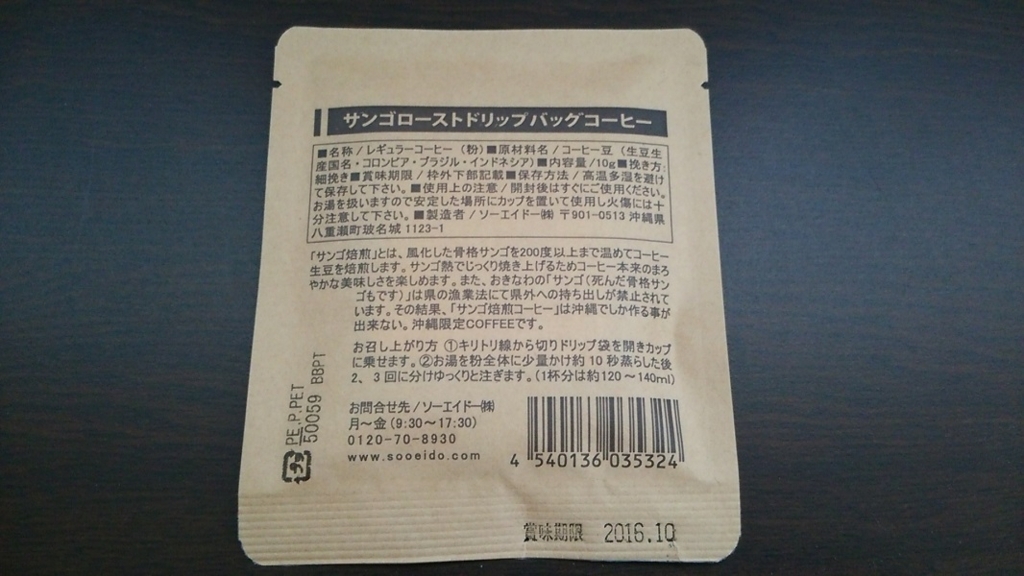 サンゴローストドリップバッグコーヒー
■名称/レギュラーコーヒー(粉)■原材料名/コーヒー豆(生豆生
産国名・コロンビア・ブラジル・インドネシア)■内容量/10g■挽き方:
細挽き■賞味期限/枠外下部記載■保存方法/高温多湿を避け
て保存して下さい。■使用上の注意/開封後はすぐにご使用ください。
お湯を扱いますので安定した場所にカップを置いて使用し火傷には十
分注意して下さい。■製造者/ソーエイドー㈱ 〒901-0513 沖縄県
八重瀬町玻名城 1123-1
「サンゴ焙煎」とは、風化した骨格サンゴを200度以上まで温めてコーヒー
生豆を焙煎します。サンゴ熱でじっくり焼き上げるためコーヒー本来のまろ
やかな美味しさを楽しめます。また、おきなわの「サンゴ(死んだ骨格サン
ゴもです)」は県の漁業法にて県外への持ち出しが禁止されて
います。その結果、「サンゴ焙煎コーヒー」は沖縄でしか作る事が
出来ない。沖縄限定COFFEEです。
お召し上がり方 ①キリトリ線から切りドリップ袋を開きカップ
に乗せます。②お湯を粉全体に少量かけ約10秒蒸らした後
2、3回に分けゆっくりと注ぎます。(1杯分は約120～140ml)
お問合せ先/ソーエイドー㈱
月～金(9:30～17:30)
0120-70-8930
www.sooeido.com
プラ
PE.P.PET
50059 BBPT
4 540136 035324
賞味期限 2016.10